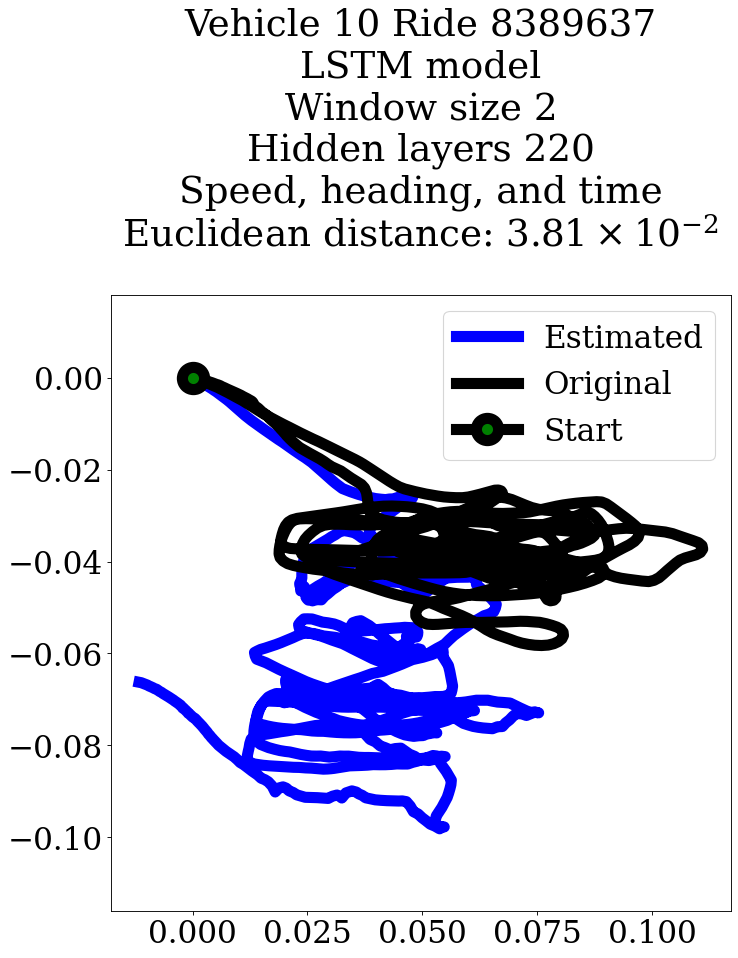 Vehicle 10 Ride 8389637
LSTM model
Window size 2
Hidden layers 220
Speed, heading, and time
Euclidean distance: 3.81 × 10⁻²
Estimated
Original
Start
0.00
−0.02
−0.04
−0.06
−0.08
−0.10
0.000 0.025 0.050 0.075 0.100